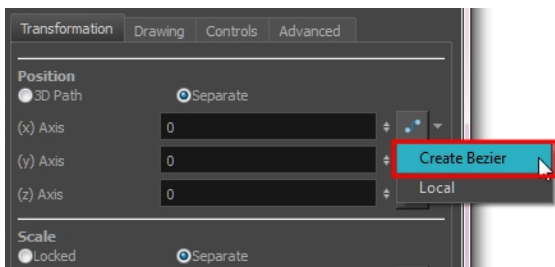 Transformation Drawing Controls Advanced
Position
3D Path Separate
(x) Axis 0
(y) Axis 0
Create Bezier
(z) Axis 0
Local
Scale
Locked Separate